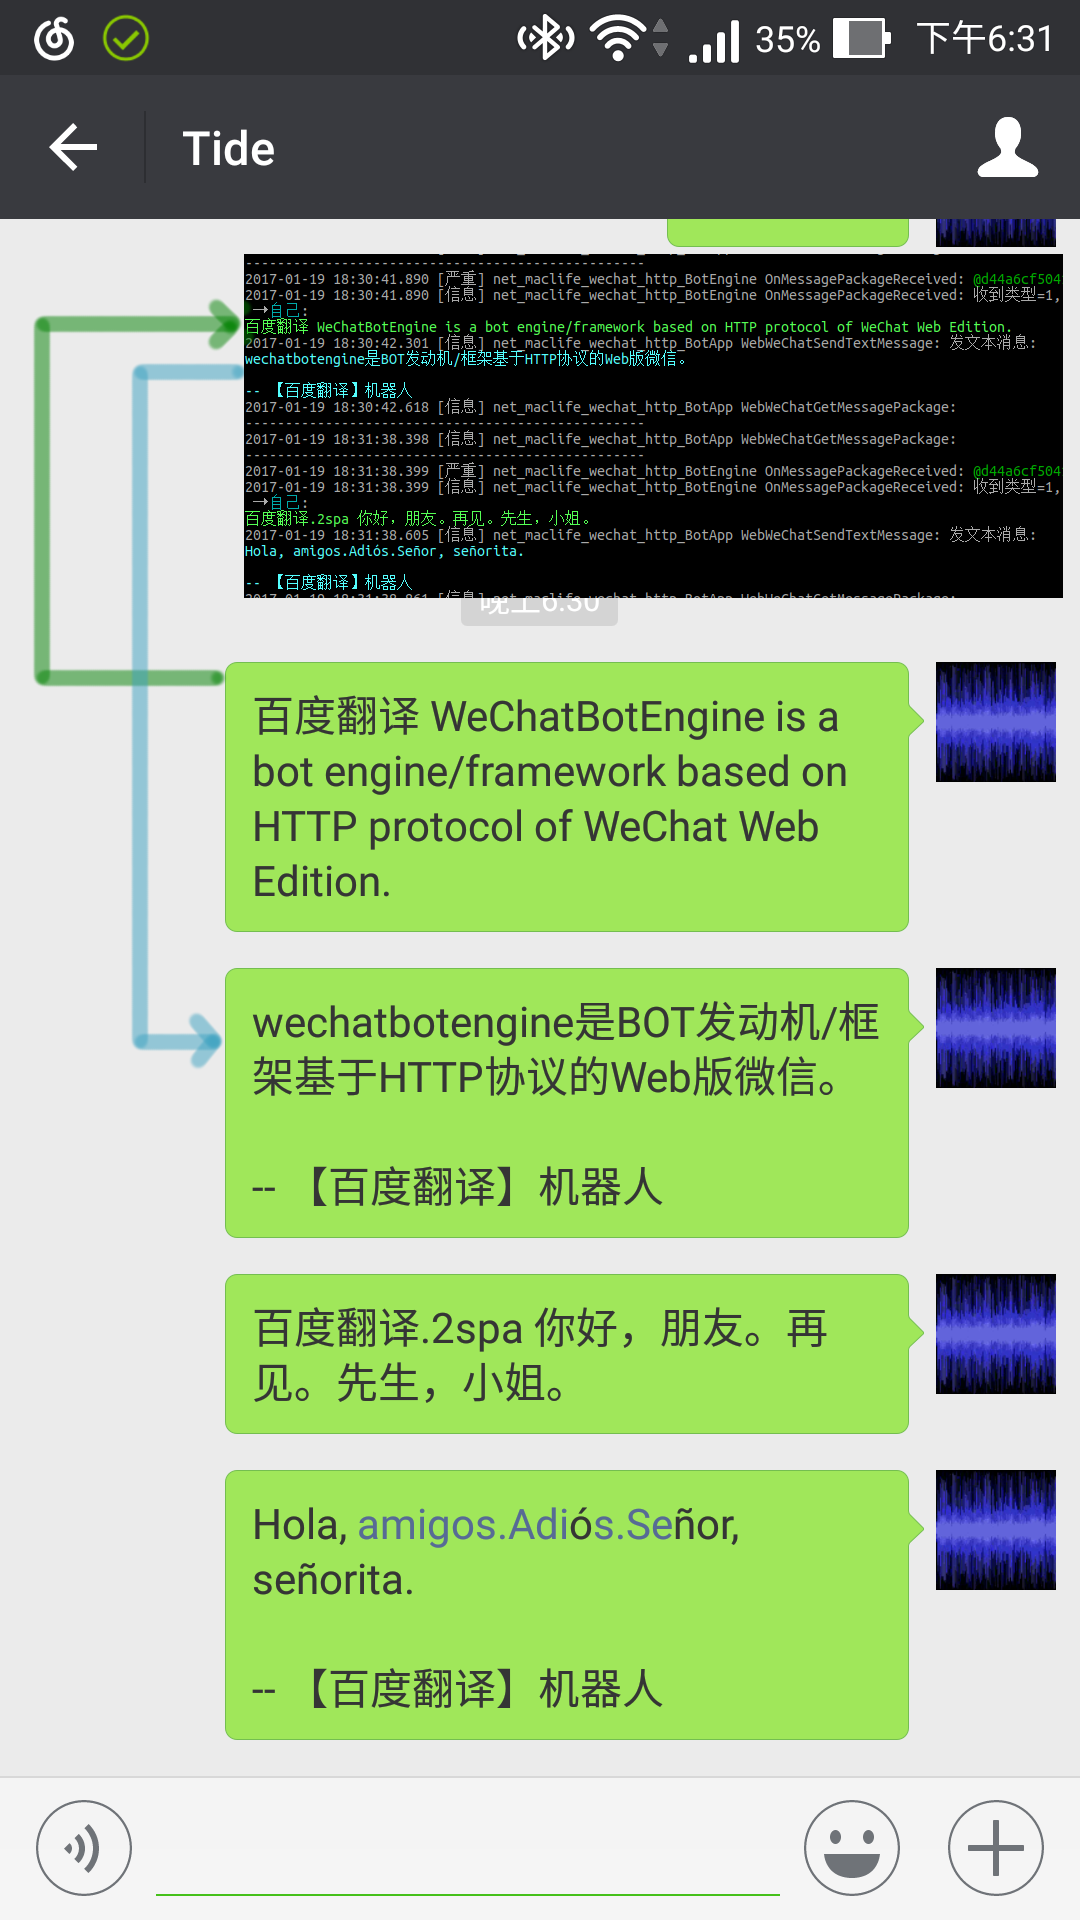 35% 下午6:31
Tide
--------------------------------------------------
2017-01-19 18:30:41.890 [严重] net_maclife_wechat_http_BotEngine OnMessagePackageReceived: @d44a6cf504
2017-01-19 18:30:41.890 [信息] net_maclife_wechat_http_BotEngine OnMessagePackageReceived: 收到类型=1,
→自己:
百度翻译 WeChatBotEngine is a bot engine/framework based on HTTP protocol of WeChat Web Edition.
2017-01-19 18:30:42.301 [信息] net_maclife_wechat_http_BotApp WebWeChatSendTextMessage: 发文本消息:
wechatbotengine是BOT发动机/框架基于HTTP协议的Web版微信。
-- 【百度翻译】机器人
2017-01-19 18:30:42.618 [信息] net_maclife_wechat_http_BotApp WebWeChatGetMessagePackage:
--------------------------------------------------
2017-01-19 18:31:38.398 [信息] net_maclife_wechat_http_BotApp WebWeChatGetMessagePackage:
--------------------------------------------------
2017-01-19 18:31:38.399 [严重] net_maclife_wechat_http_BotEngine OnMessagePackageReceived: @d44a6cf504
2017-01-19 18:31:38.399 [信息] net_maclife_wechat_http_BotEngine OnMessagePackageReceived: 收到类型=1,
→自己:
百度翻译.2spa 你好，朋友。再见。先生，小姐。
2017-01-19 18:31:38.605 [信息] net_maclife_wechat_http_BotApp WebWeChatSendTextMessage: 发文本消息:
Hola, amigos.Adiós.Señor, señorita.
-- 【百度翻译】机器人
2017-01-19 18:31:38.861 [信息] net_maclife_wechat_http_BotApp WebWeChatGetMessagePackage:
晚上6:30
百度翻译 WeChatBotEngine is a
bot engine/framework based on
HTTP protocol of WeChat Web
Edition.
wechatbotengine是BOT发动机/框
架基于HTTP协议的Web版微信。
-- 【百度翻译】机器人
百度翻译.2spa 你好，朋友。再
见。先生，小姐。
Hola, amigos.Adiós.Señor,
señorita.
-- 【百度翻译】机器人